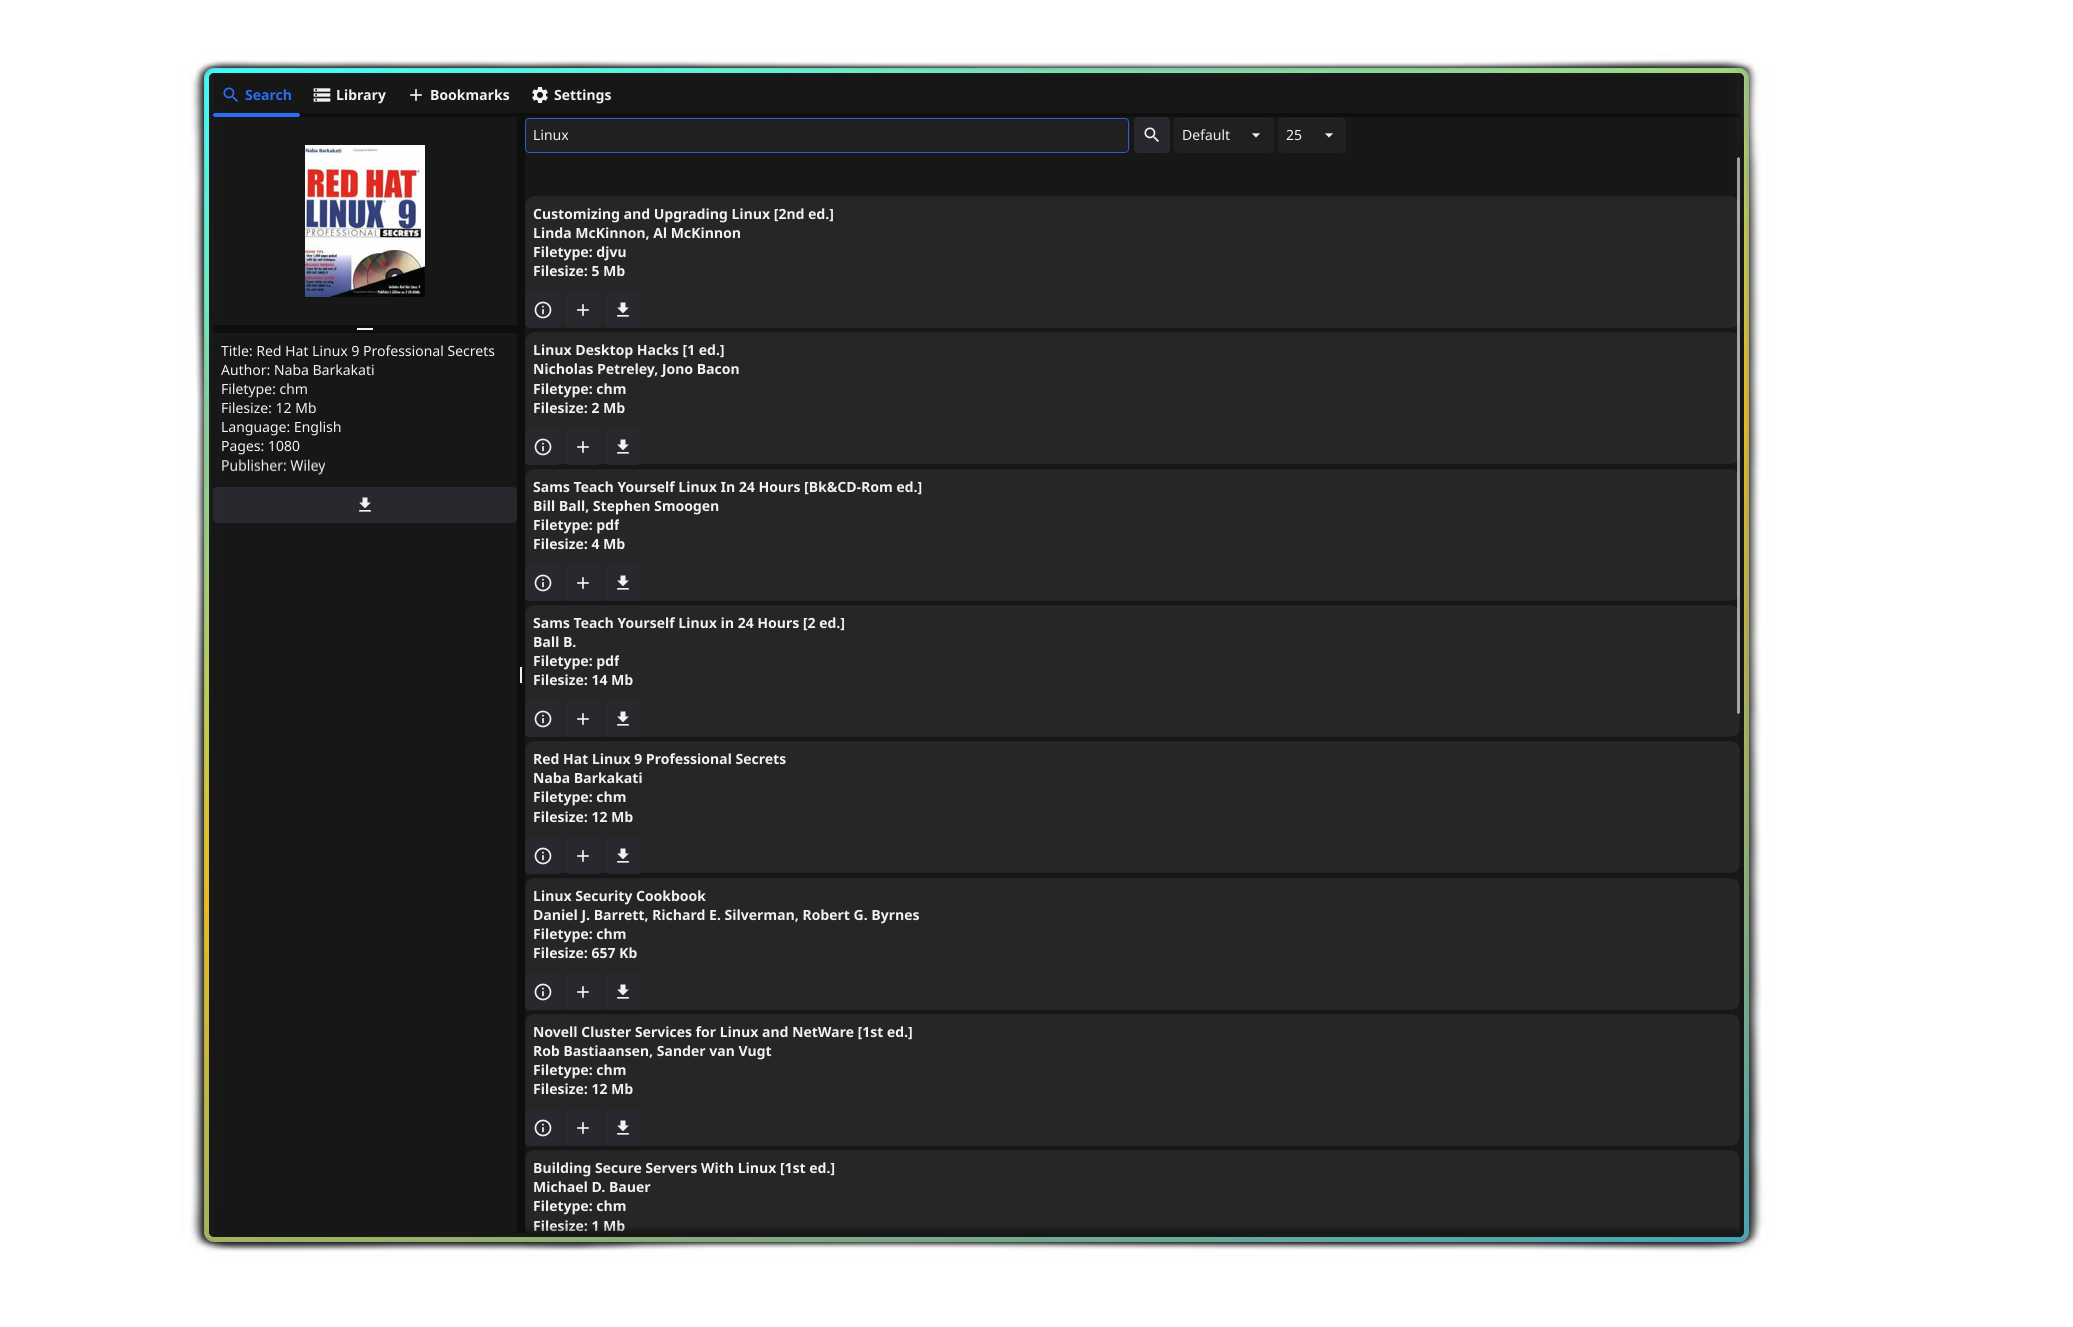 Search
Library
Bookmarks
Settings
Linux
Default
25
Naba Barkakati
RED HAT
LINUX 9
PROFESSIONAL SECRETS
Title: Red Hat Linux 9 Professional Secrets
Author: Naba Barkakati
Filetype: chm
Filesize: 12 Mb
Language: English
Pages: 1080
Publisher: Wiley
Customizing and Upgrading Linux [2nd ed.]
Linda McKinnon, Al McKinnon
Filetype: djvu
Filesize: 5 Mb
Linux Desktop Hacks [1 ed.]
Nicholas Petreley, Jono Bacon
Filetype: chm
Filesize: 2 Mb
Sams Teach Yourself Linux In 24 Hours [Bk&CD-Rom ed.]
Bill Ball, Stephen Smoogen
Filetype: pdf
Filesize: 4 Mb
Sams Teach Yourself Linux in 24 Hours [2 ed.]
Ball B.
Filetype: pdf
Filesize: 14 Mb
Red Hat Linux 9 Professional Secrets
Naba Barkakati
Filetype: chm
Filesize: 12 Mb
Linux Security Cookbook
Daniel J. Barrett, Richard E. Silverman, Robert G. Byrnes
Filetype: chm
Filesize: 657 Kb
Novell Cluster Services for Linux and NetWare [1st ed.]
Rob Bastiaansen, Sander van Vugt
Filetype: chm
Filesize: 12 Mb
Building Secure Servers With Linux [1st ed.]
Michael D. Bauer
Filetype: chm
Filesize: 1 Mb